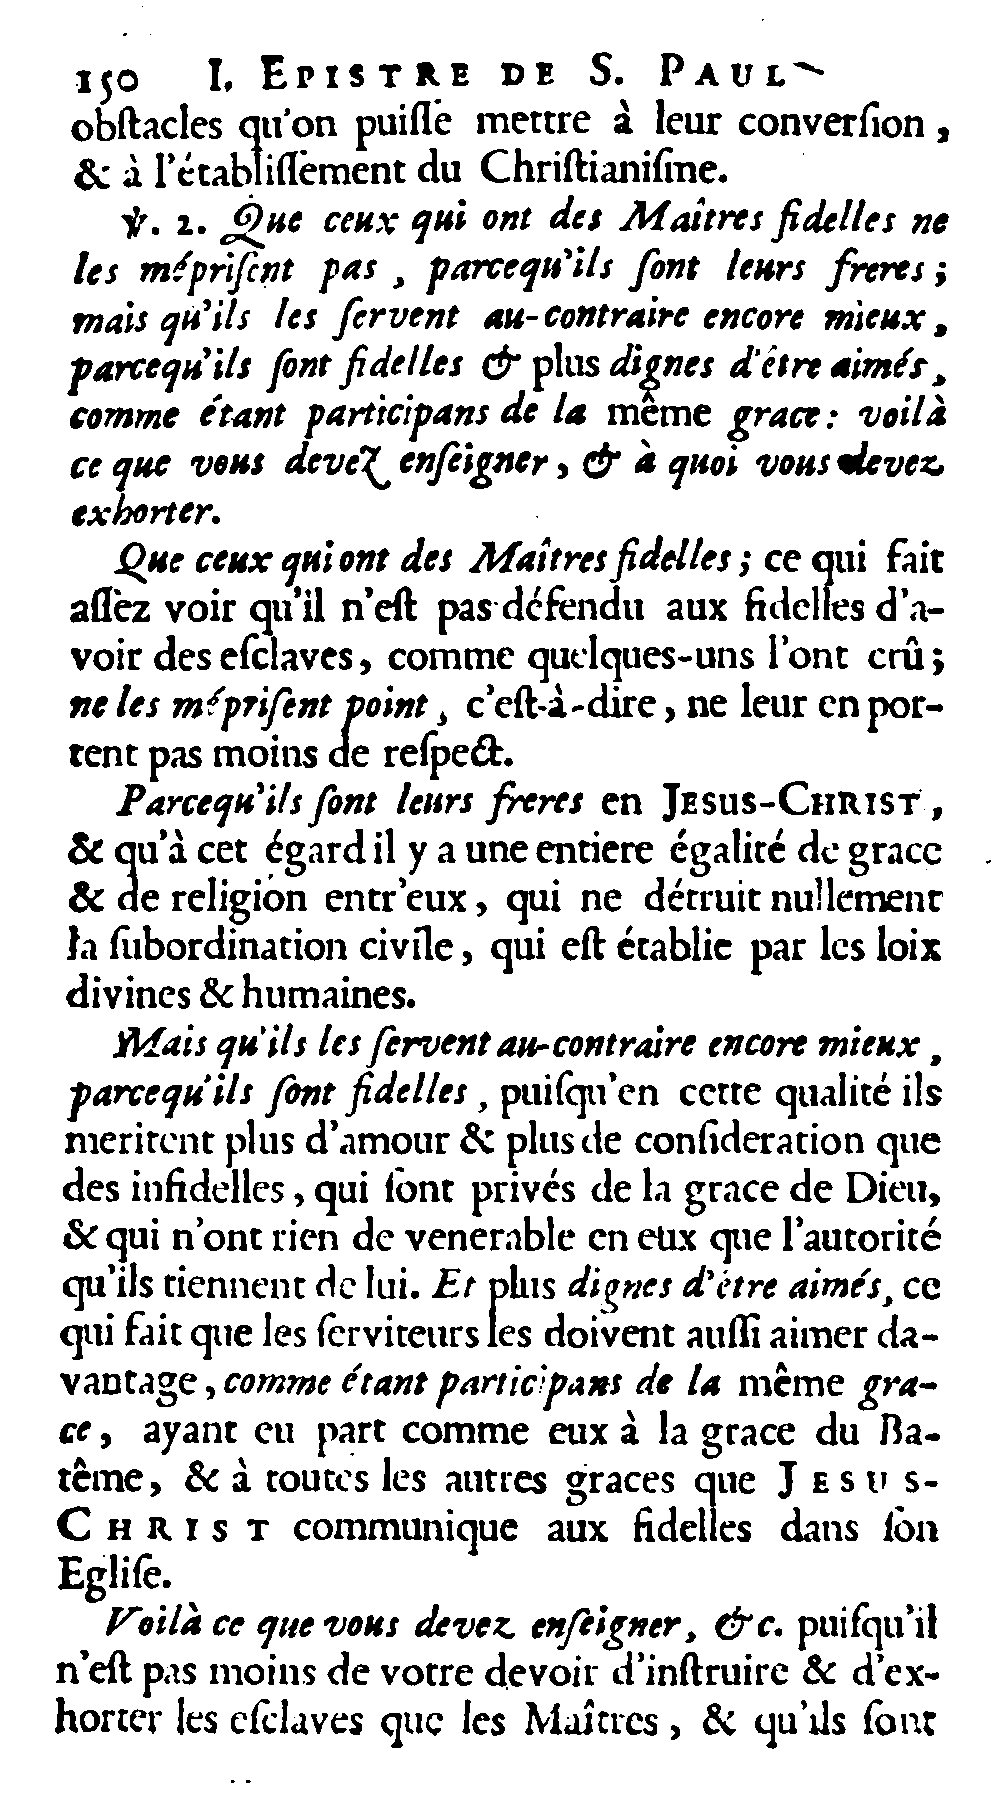 150 I. EPISTRE DE S. PAUL
obſtacles qu'on puiſſe mettre à leur converſion,
& à l'établiſſement du Chriſtianiſme.
℣. 2. Que ceux qui ont des Maîtres fidelles ne
les mépriſent pas, parcequ'ils ſont leurs freres;
mais qu'ils les ſervent au-contraire encore mieux,
parcequ'ils ſont fidelles & plus dignes d'être aimés,
comme étant participans de la même grace: voilà
ce que vous devez enſeigner, & à quoi vous devez
exhorter.
Que ceux qui ont des Maîtres fidelles; ce qui fait
aſſez voir qu'il n'eſt pas défendu aux fidelles d'a-
voir des eſclaves, comme quelques-uns l'ont crû;
ne les mépriſent point, c'eſt-à-dire, ne leur en por-
tent pas moins de reſpect.
Parcequ'ils ſont leurs freres en JESUS-CHRIST,
& qu'à cet égard il y a une entiere égalité de grace
& de religion entr'eux, qui ne détruit nullement
la ſubordination civile, qui eſt établie par les loix
divines & humaines.
Mais qu'ils les ſervent au-contraire encore mieux,
parcequ'ils ſont fidelles, puiſqu'en cette qualité ils
meritent plus d'amour & plus de conſideration que
des infidelles, qui ſont privés de la grace de Dieu,
& qui n'ont rien de venerable en eux que l'autorité
qu'ils tiennent de lui. Et plus dignes d'être aimés, ce
qui fait que les ſerviteurs les doivent auſſi aimer da-
vantage, comme étant participans de la même gra-
ce, ayant eu part comme eux à la grace du Ba-
tême, & à toutes les autres graces que JESUS-
CHRIST communique aux fidelles dans ſon
Egliſe.
Voilà ce que vous devez enſeigner, &c. puiſqu'il
n'eſt pas moins de votre devoir d'inſtruire & d'ex-
horter les eſclaves que les Maîtres, & qu'ils ſont